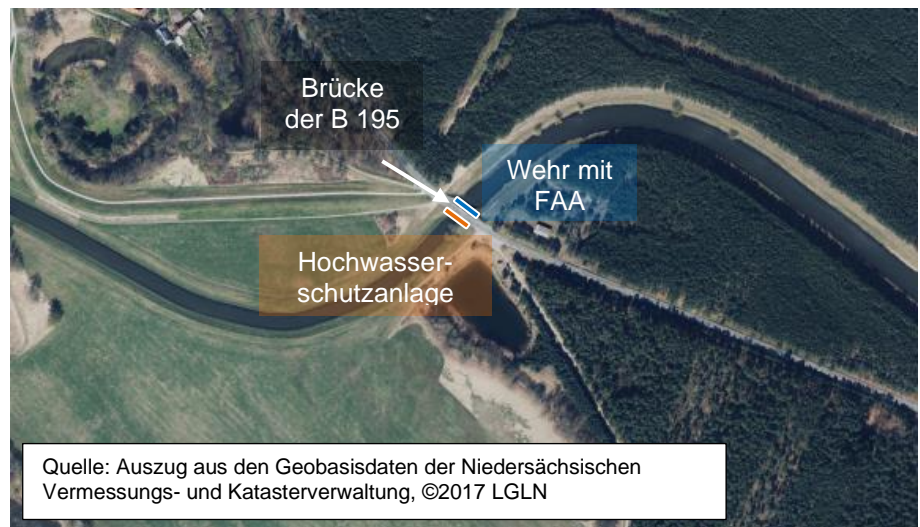 Brücke
der B 195
Wehr mit
FAA
Hochwasser-
schutzanlage
Quelle: Auszug aus den Geobasisdaten der Niedersächsischen
Vermessungs- und Katasterverwaltung, ©2017 LGLN